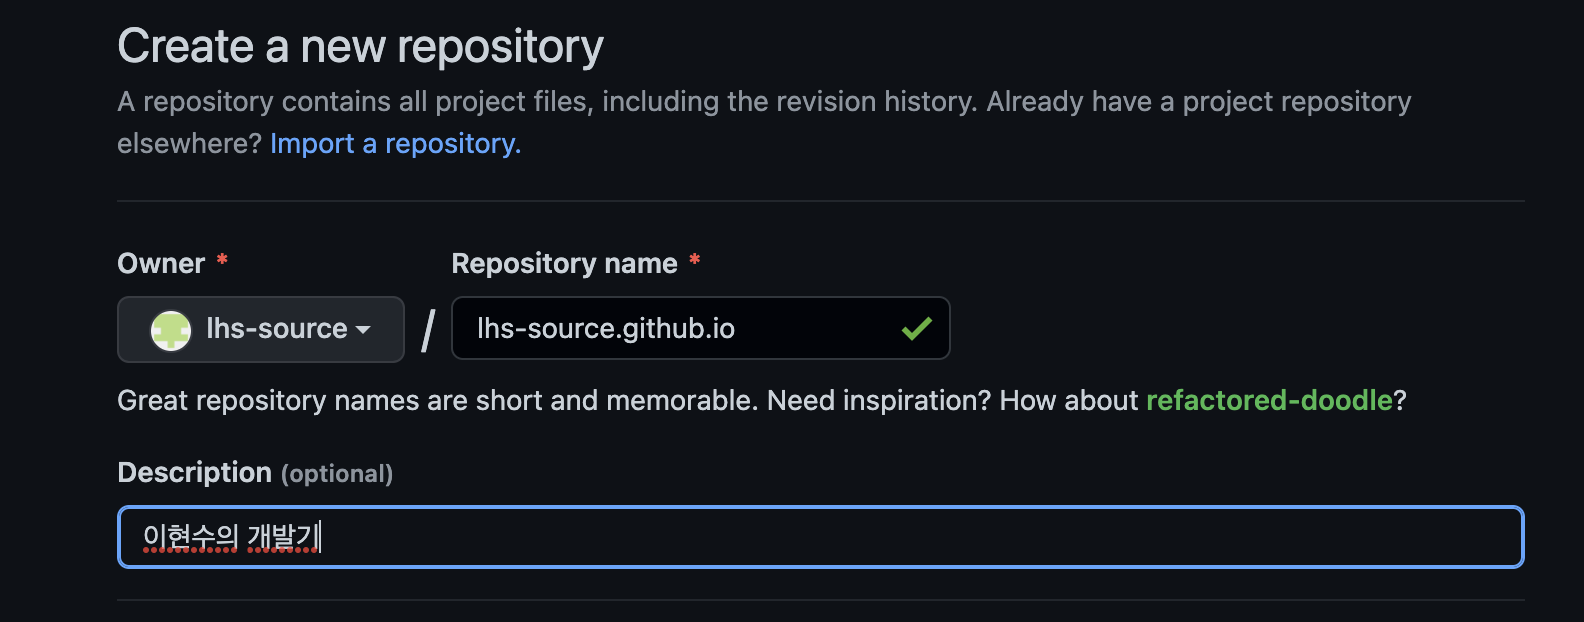 Create a new repository
A repository contains all project files, including the revision history. Already have a project repository
elsewhere? Import a repository.
Owner *
Repository name *
lhs-source
/
lhs-source.github.io
Great repository names are short and memorable. Need inspiration? How about refactored-doodle?
Description (optional)
이현수의 개발기